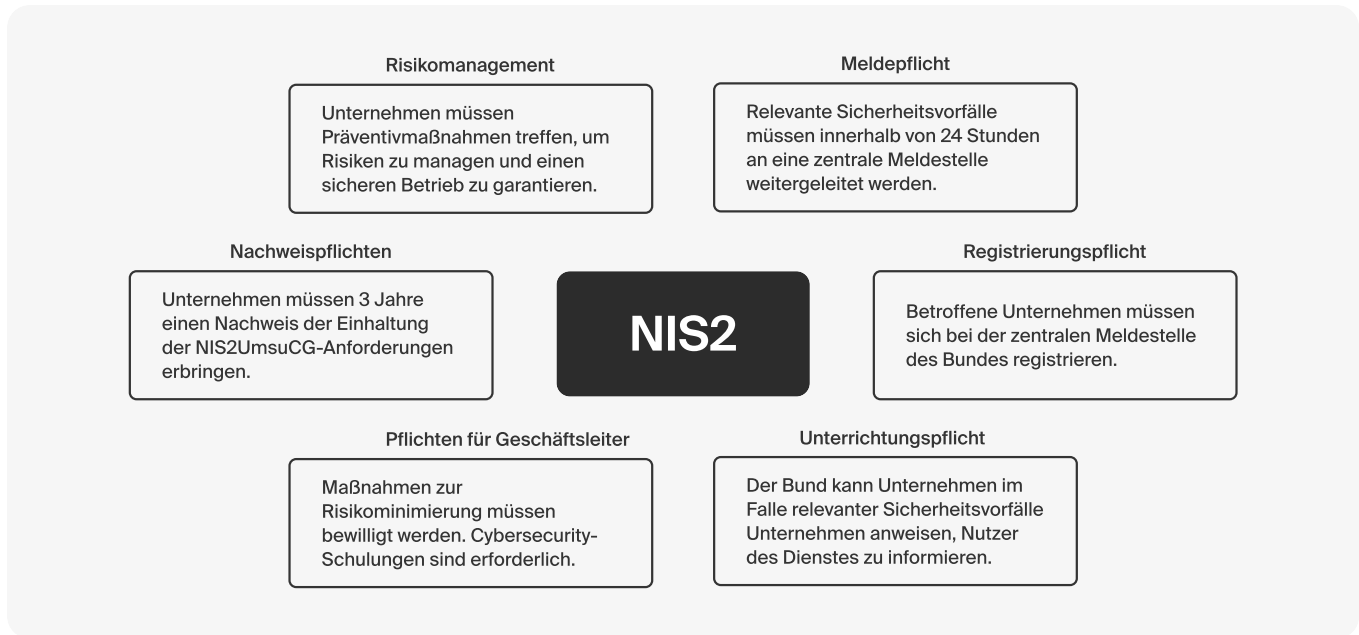 Risikomanagement
Unternehmen müssen
Präventivmaßnahmen treffen, um
Risiken zu managen und einen
sicheren Betrieb zu garantieren.
Meldepflicht
Relevante Sicherheitsvorfälle
müssen innerhalb von 24 Stunden
an eine zentrale Meldestelle
weitergeleitet werden.
Nachweispflichten
Unternehmen müssen 3 Jahre
einen Nachweis der Einhaltung
der NIS2UmsuCG-Anforderungen
erbringen.
NIS2
Registrierungspflicht
Betroffene Unternehmen müssen
sich bei der zentralen Meldestelle
des Bundes registrieren.
Pflichten für Geschäftsleiter
Maßnahmen zur
Risikominimierung müssen
bewilligt werden. Cybersecurity-
Schulungen sind erforderlich.
Unterrichtungspflicht
Der Bund kann Unternehmen im
Falle relevanter Sicherheitsvorfälle
Unternehmen anweisen, Nutzer
des Dienstes zu informieren.